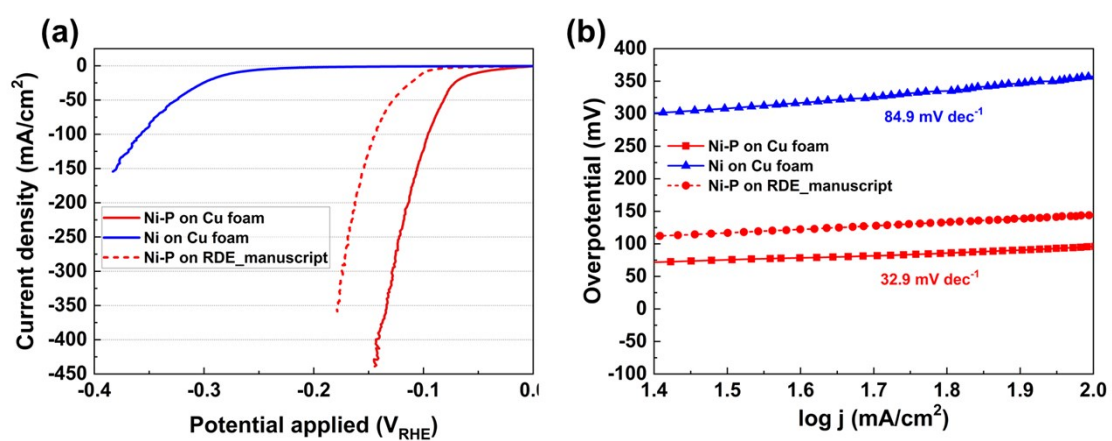 (a)
Current density (mA/cm²)
0
-50
-100
-150
-200
-250
-300
-350
-400
-450
Ni-P on Cu foam
Ni on Cu foam
Ni-P on RDE_manuscript
-0.4
-0.3
-0.2
-0.1
0.0
Potential applied (V_RHE)
(b)
Overpotential (mV)
400
350
300
250
200
150
100
50
0
-50
-100
84.9 mV dec⁻¹
Ni-P on Cu foam
Ni on Cu foam
Ni-P on RDE_manuscript
32.9 mV dec⁻¹
1.4
1.5
1.6
1.7
1.8
1.9
2.0
log j (mA/cm²)